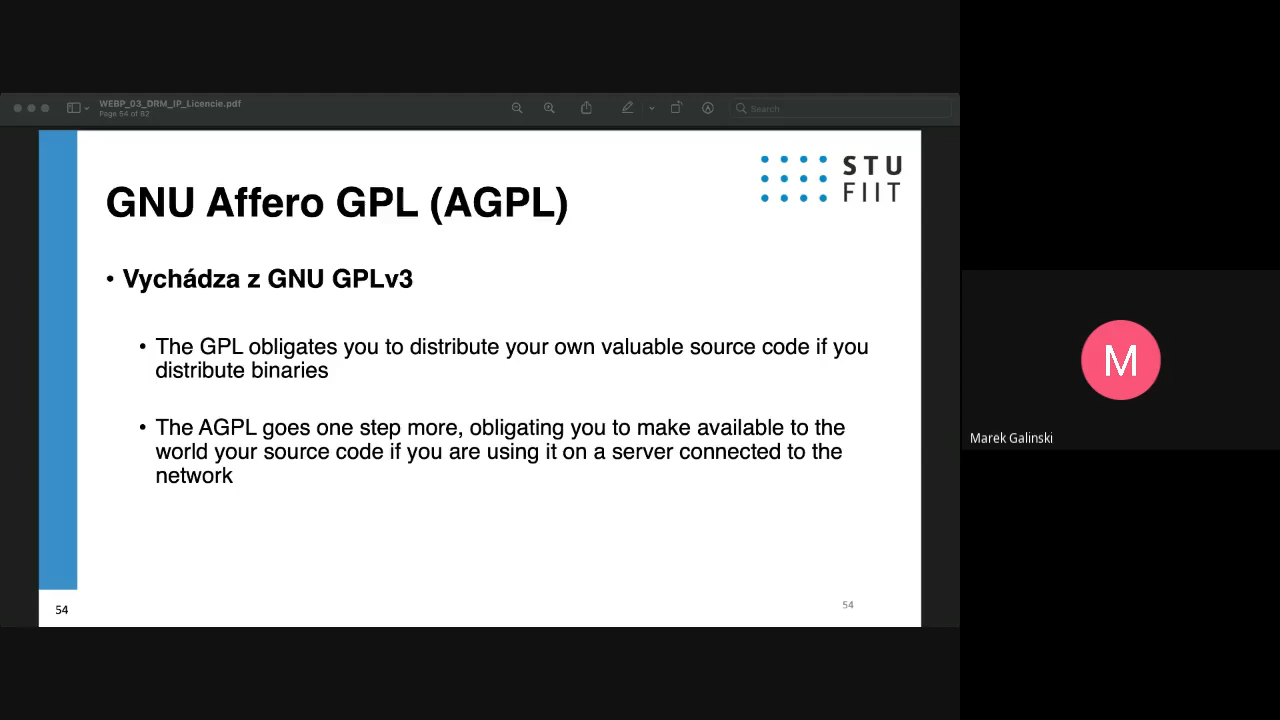 WEBP_03_DRM_IP_Licencie.pdf
Page 54 of 82
Search
STU
FIIT
GNU Affero GPL (AGPL)
• Vychádza z GNU GPLv3
• The GPL obligates you to distribute your own valuable source code if you
distribute binaries
• The AGPL goes one step more, obligating you to make available to the
world your source code if you are using it on a server connected to the
network
54
54
M
Marek Galinski